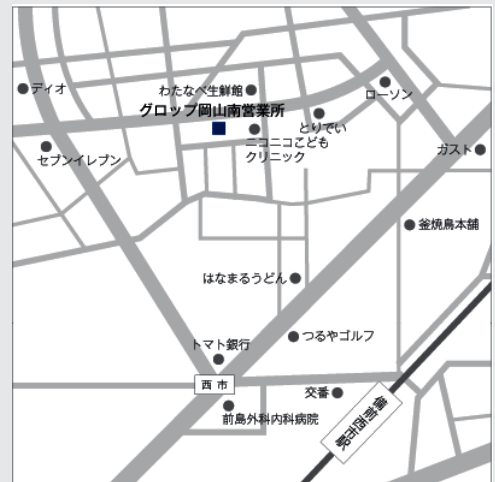 ディオ
わたなべ生鮮館
ローソン
グロップ岡山南営業所
とりでい
ニコニコこども
クリニック
セブンイレブン
ガスト
釜焼鳥本舗
はなまるうどん
つるやゴルフ
トマト銀行
西市
交番
備前西市駅
前島外科内科病院